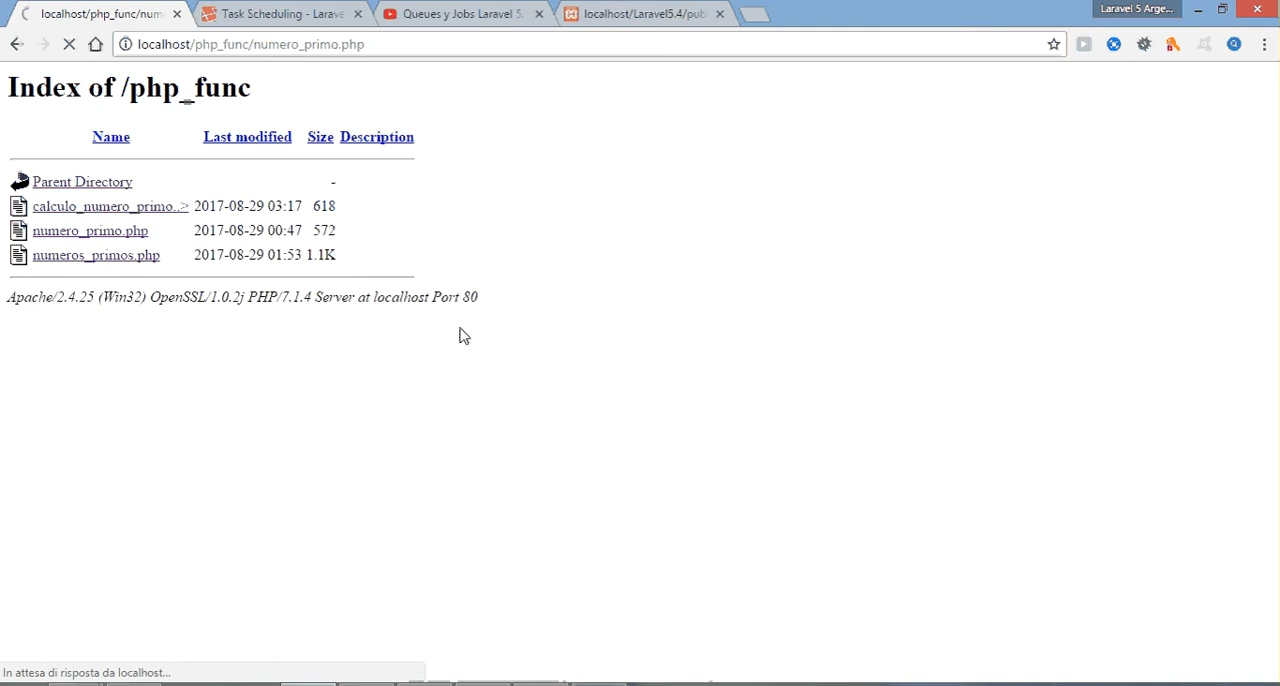 localhost/php_func/num
Task Scheduling - Larave
Queues y Jobs Laravel 5.
localhost/Laravel5.4/publ
Laravel 5 Arge...
localhost/php_func/numero_primo.php
Index of /php_func
Name Last modified Size Description
Parent Directory -
calculo_numero_primo..> 2017-08-29 03:17 618
numero_primo.php 2017-08-29 00:47 572
numeros_primos.php 2017-08-29 01:53 1.1K
Apache/2.4.25 (Win32) OpenSSL/1.0.2j PHP/7.1.4 Server at localhost Port 80
In attesa di risposta da localhost...